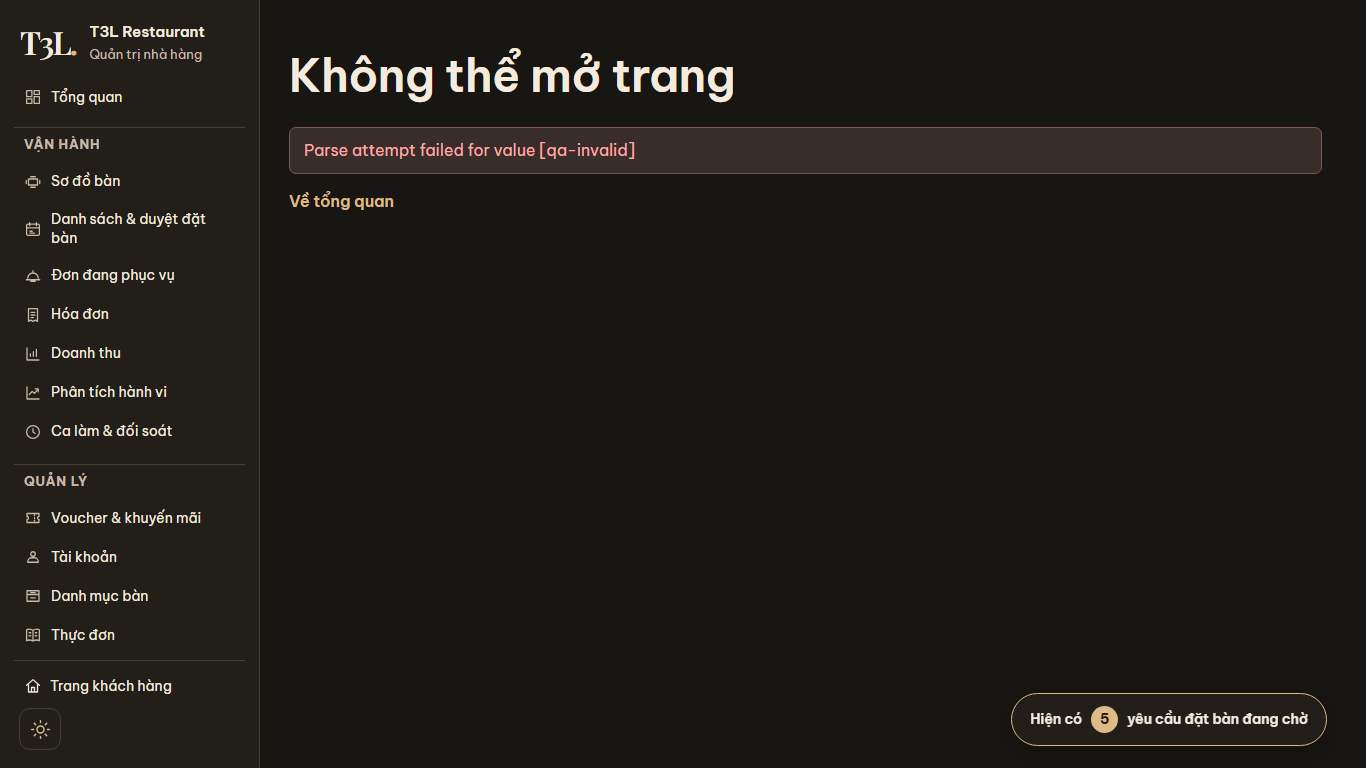 T3L.
T3L Restaurant
Quản trị nhà hàng
Tổng quan
VẬN HÀNH
Sơ đồ bàn
Danh sách & duyệt đặt
bàn
Đơn đang phục vụ
Hóa đơn
Doanh thu
Phân tích hành vi
Ca làm & đối soát
QUẢN LÝ
Voucher & khuyến mãi
Tài khoản
Danh mục bàn
Thực đơn
Trang khách hàng
Không thể mở trang
Parse attempt failed for value [qa-invalid]
Về tổng quan
Hiện có 5 yêu cầu đặt bàn đang chờ